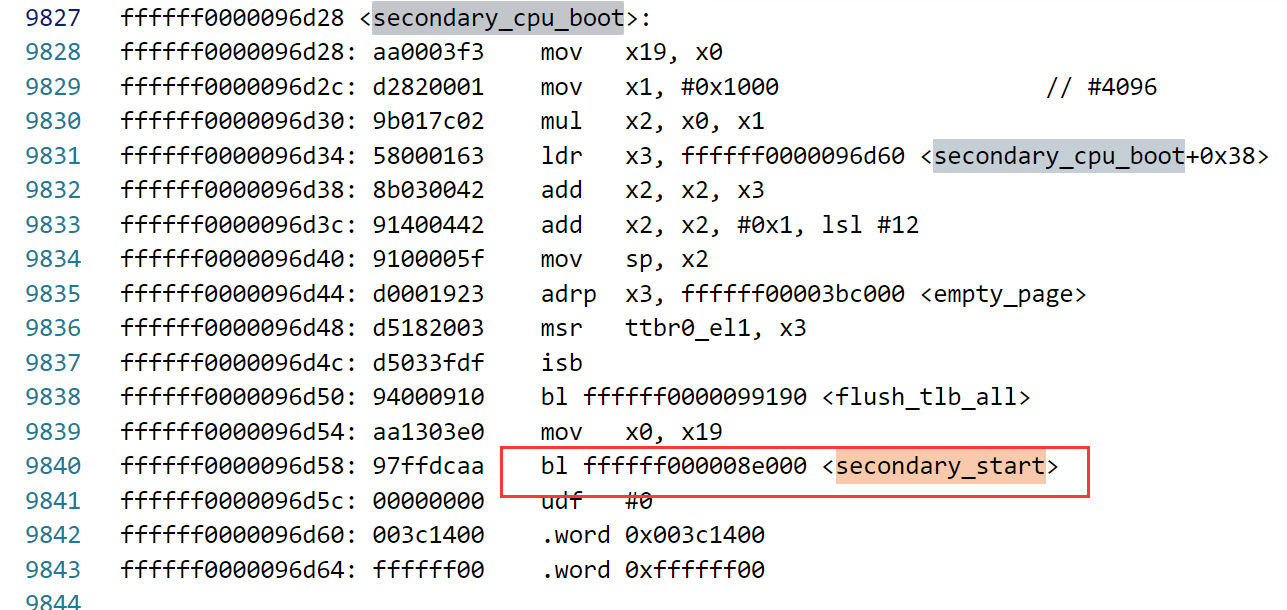 9827 ffffff0000096d28 <secondary_cpu_boot>:
9828 ffffff0000096d28: aa0003f3 mov x19, x0
9829 ffffff0000096d2c: d2820001 mov x1, #0x1000 // #4096
9830 ffffff0000096d30: 9b017c02 mul x2, x0, x1
9831 ffffff0000096d34: 58000163 ldr x3, ffffff0000096d60 <secondary_cpu_boot+0x38>
9832 ffffff0000096d38: 8b030042 add x2, x2, x3
9833 ffffff0000096d3c: 91400442 add x2, x2, #0x1, lsl #12
9834 ffffff0000096d40: 9100005f mov sp, x2
9835 ffffff0000096d44: d0001923 adrp x3, ffffff00003bc000 <empty_page>
9836 ffffff0000096d48: d5182003 msr ttbr0_el1, x3
9837 ffffff0000096d4c: d5033fdf isb
9838 ffffff0000096d50: 94000910 bl ffffff0000099190 <flush_tlb_all>
9839 ffffff0000096d54: aa1303e0 mov x0, x19
9840 ffffff0000096d58: 97ffdcaa bl ffffff000008e000 <secondary_start>
9841 ffffff0000096d5c: 00000000 udf #0
9842 ffffff0000096d60: 003c1400 .word 0x003c1400
9843 ffffff0000096d64: ffffff00 .word 0xffffff00
9844